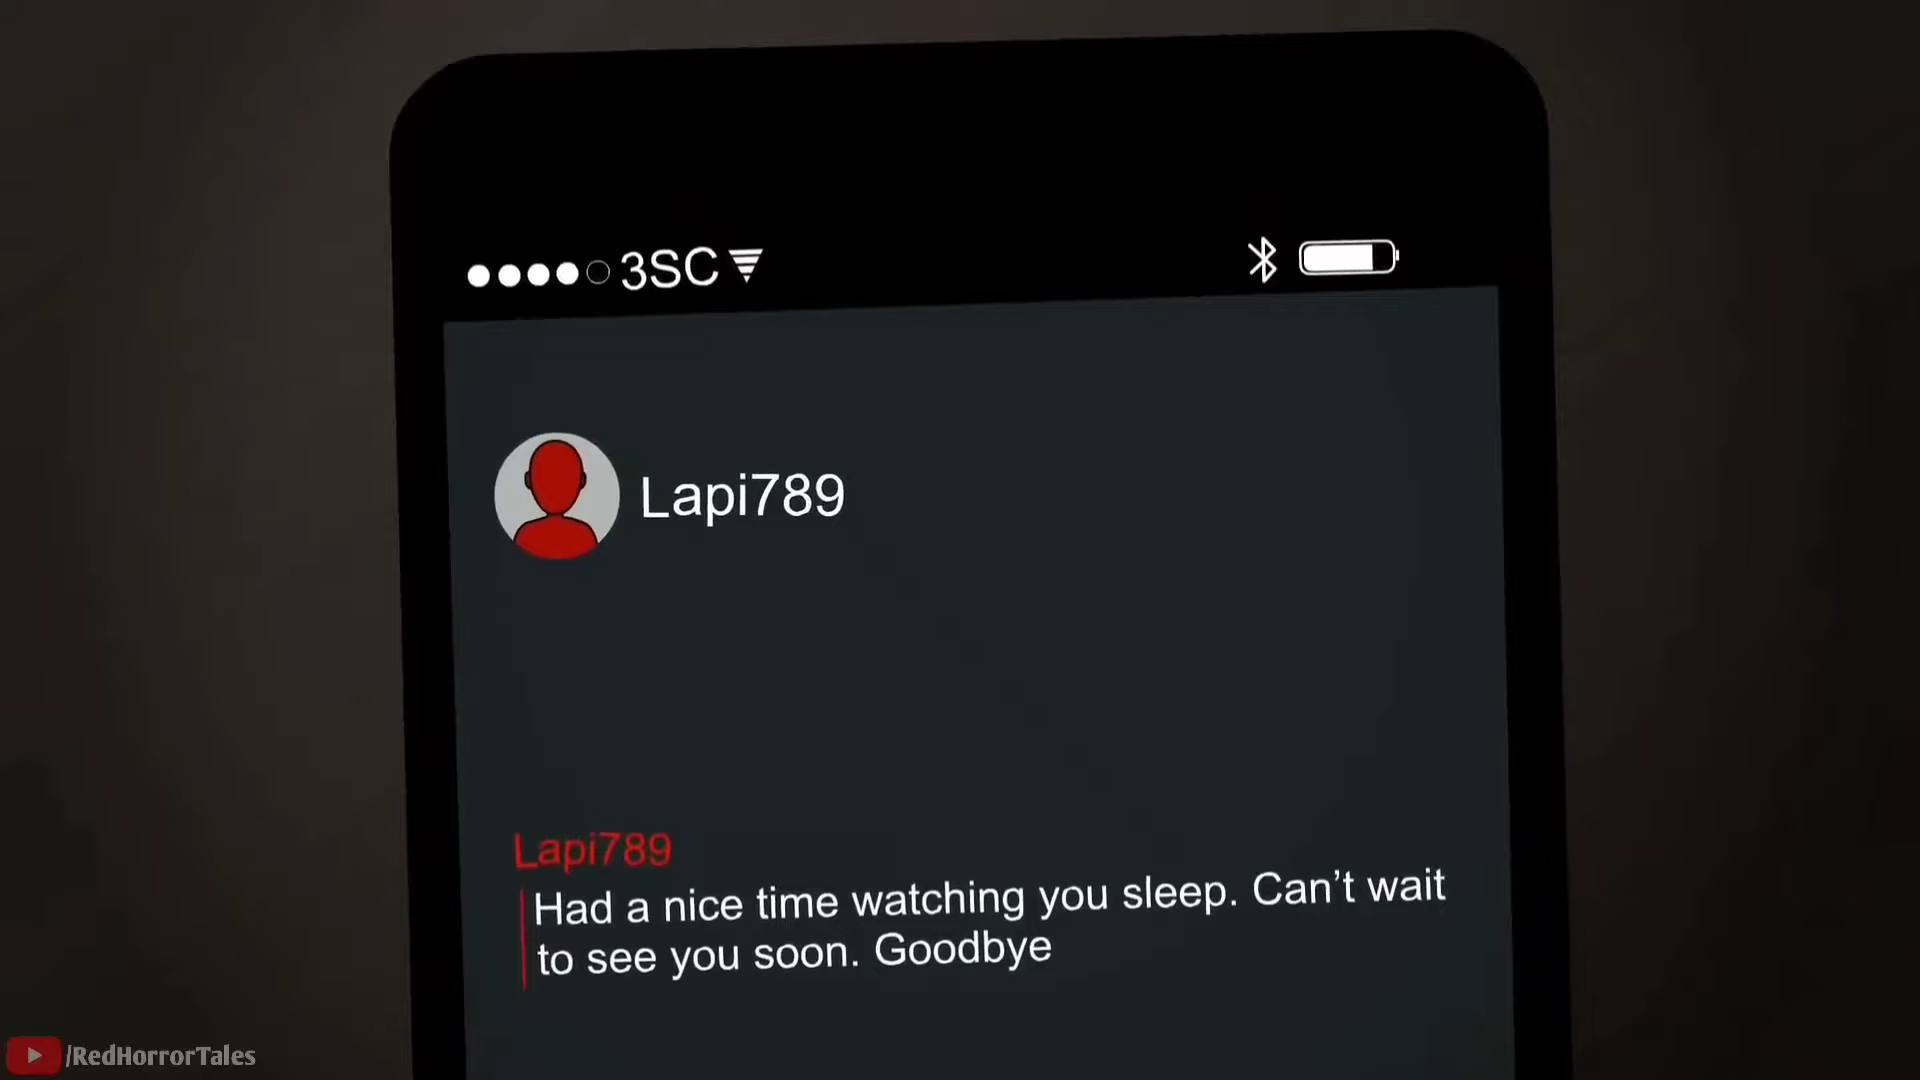 3SC
Lapi789
Lapi789
Had a nice time watching you sleep. Can’t wait
to see you soon. Goodbye
/RedHorrorTales